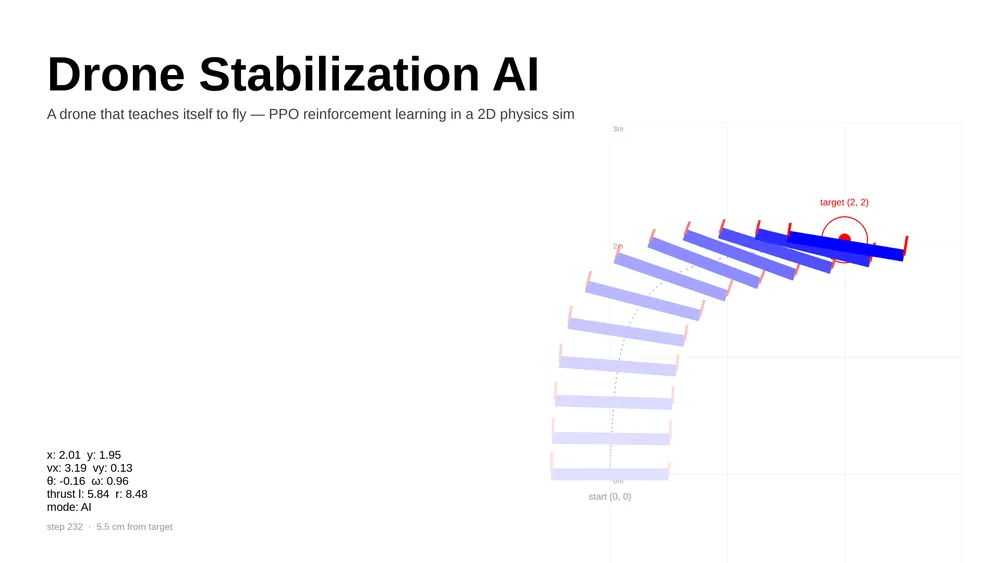 Drone Stabilization AI
A drone that teaches itself to fly — PPO reinforcement learning in a 2D physics sim
3m
target (2, 2)
2m
0m
start (0, 0)
x: 2.01  y: 1.95
vx: 3.19  vy: 0.13
θ: -0.16  ω: 0.96
thrust l: 5.84  r: 8.48
mode: AI
step 232  ·  5.5 cm from target